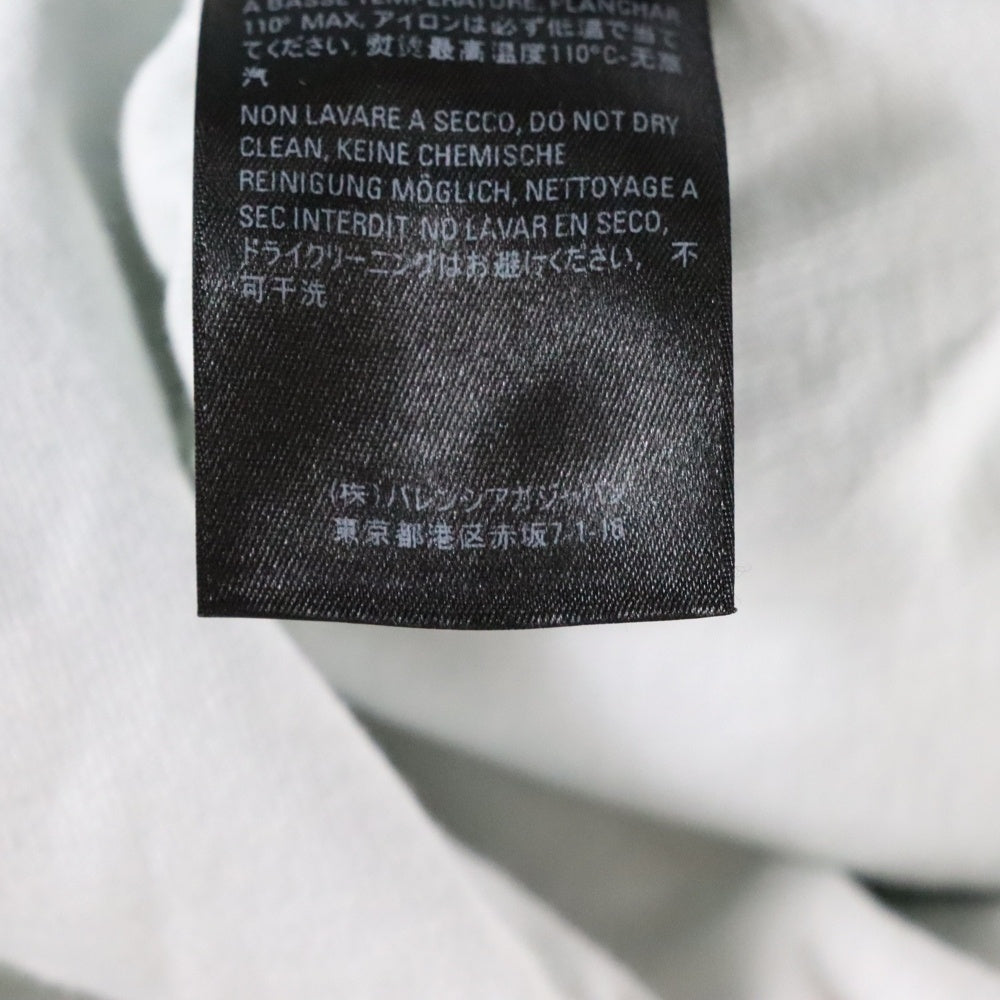 A BASSE TEMPÉRATURE, PLANCHAR
110° MAX, アイロンは必ず低温で当て
てください, 熨烫最高温度110°C-无蒸
汽
NON LAVARE A SECCO, DO NOT DRY
CLEAN, KEINE CHEMISCHE
REINIGUNG MÖGLICH, NETTOYAGE A
SEC INTERDIT, NO LAVAR EN SECO,
ドライクリーニングはお避けください, 不
可干洗
(株)バレンシアガジャパン
東京都港区赤坂7-1-16